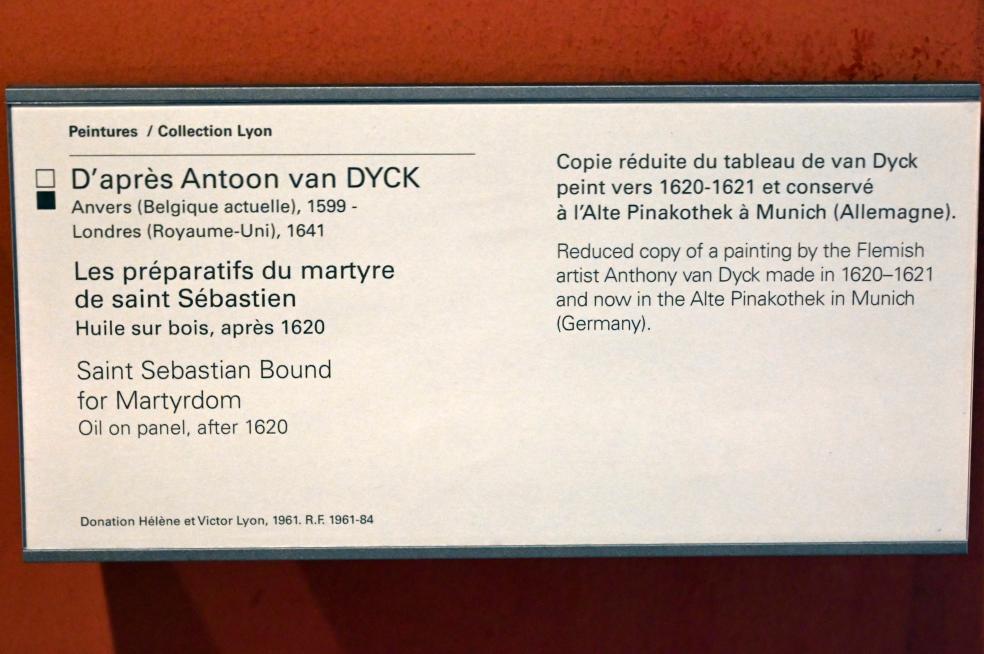 Peintures / Collection Lyon
D'après Antoon van DYCK
Anvers (Belgique actuelle), 1599 -
Londres (Royaume-Uni), 1641
Les préparatifs du martyre
de saint Sébastien
Huile sur bois, après 1620
Saint Sebastian Bound
for Martyrdom
Oil on panel, after 1620
Donation Hélène et Victor Lyon, 1961. R.F. 1961-84
Copie réduite du tableau de van Dyck
peint vers 1620-1621 et conservé
à l'Alte Pinakothek à Munich (Allemagne).
Reduced copy of a painting by the Flemish
artist Anthony van Dyck made in 1620–1621
and now in the Alte Pinakothek in Munich
(Germany).